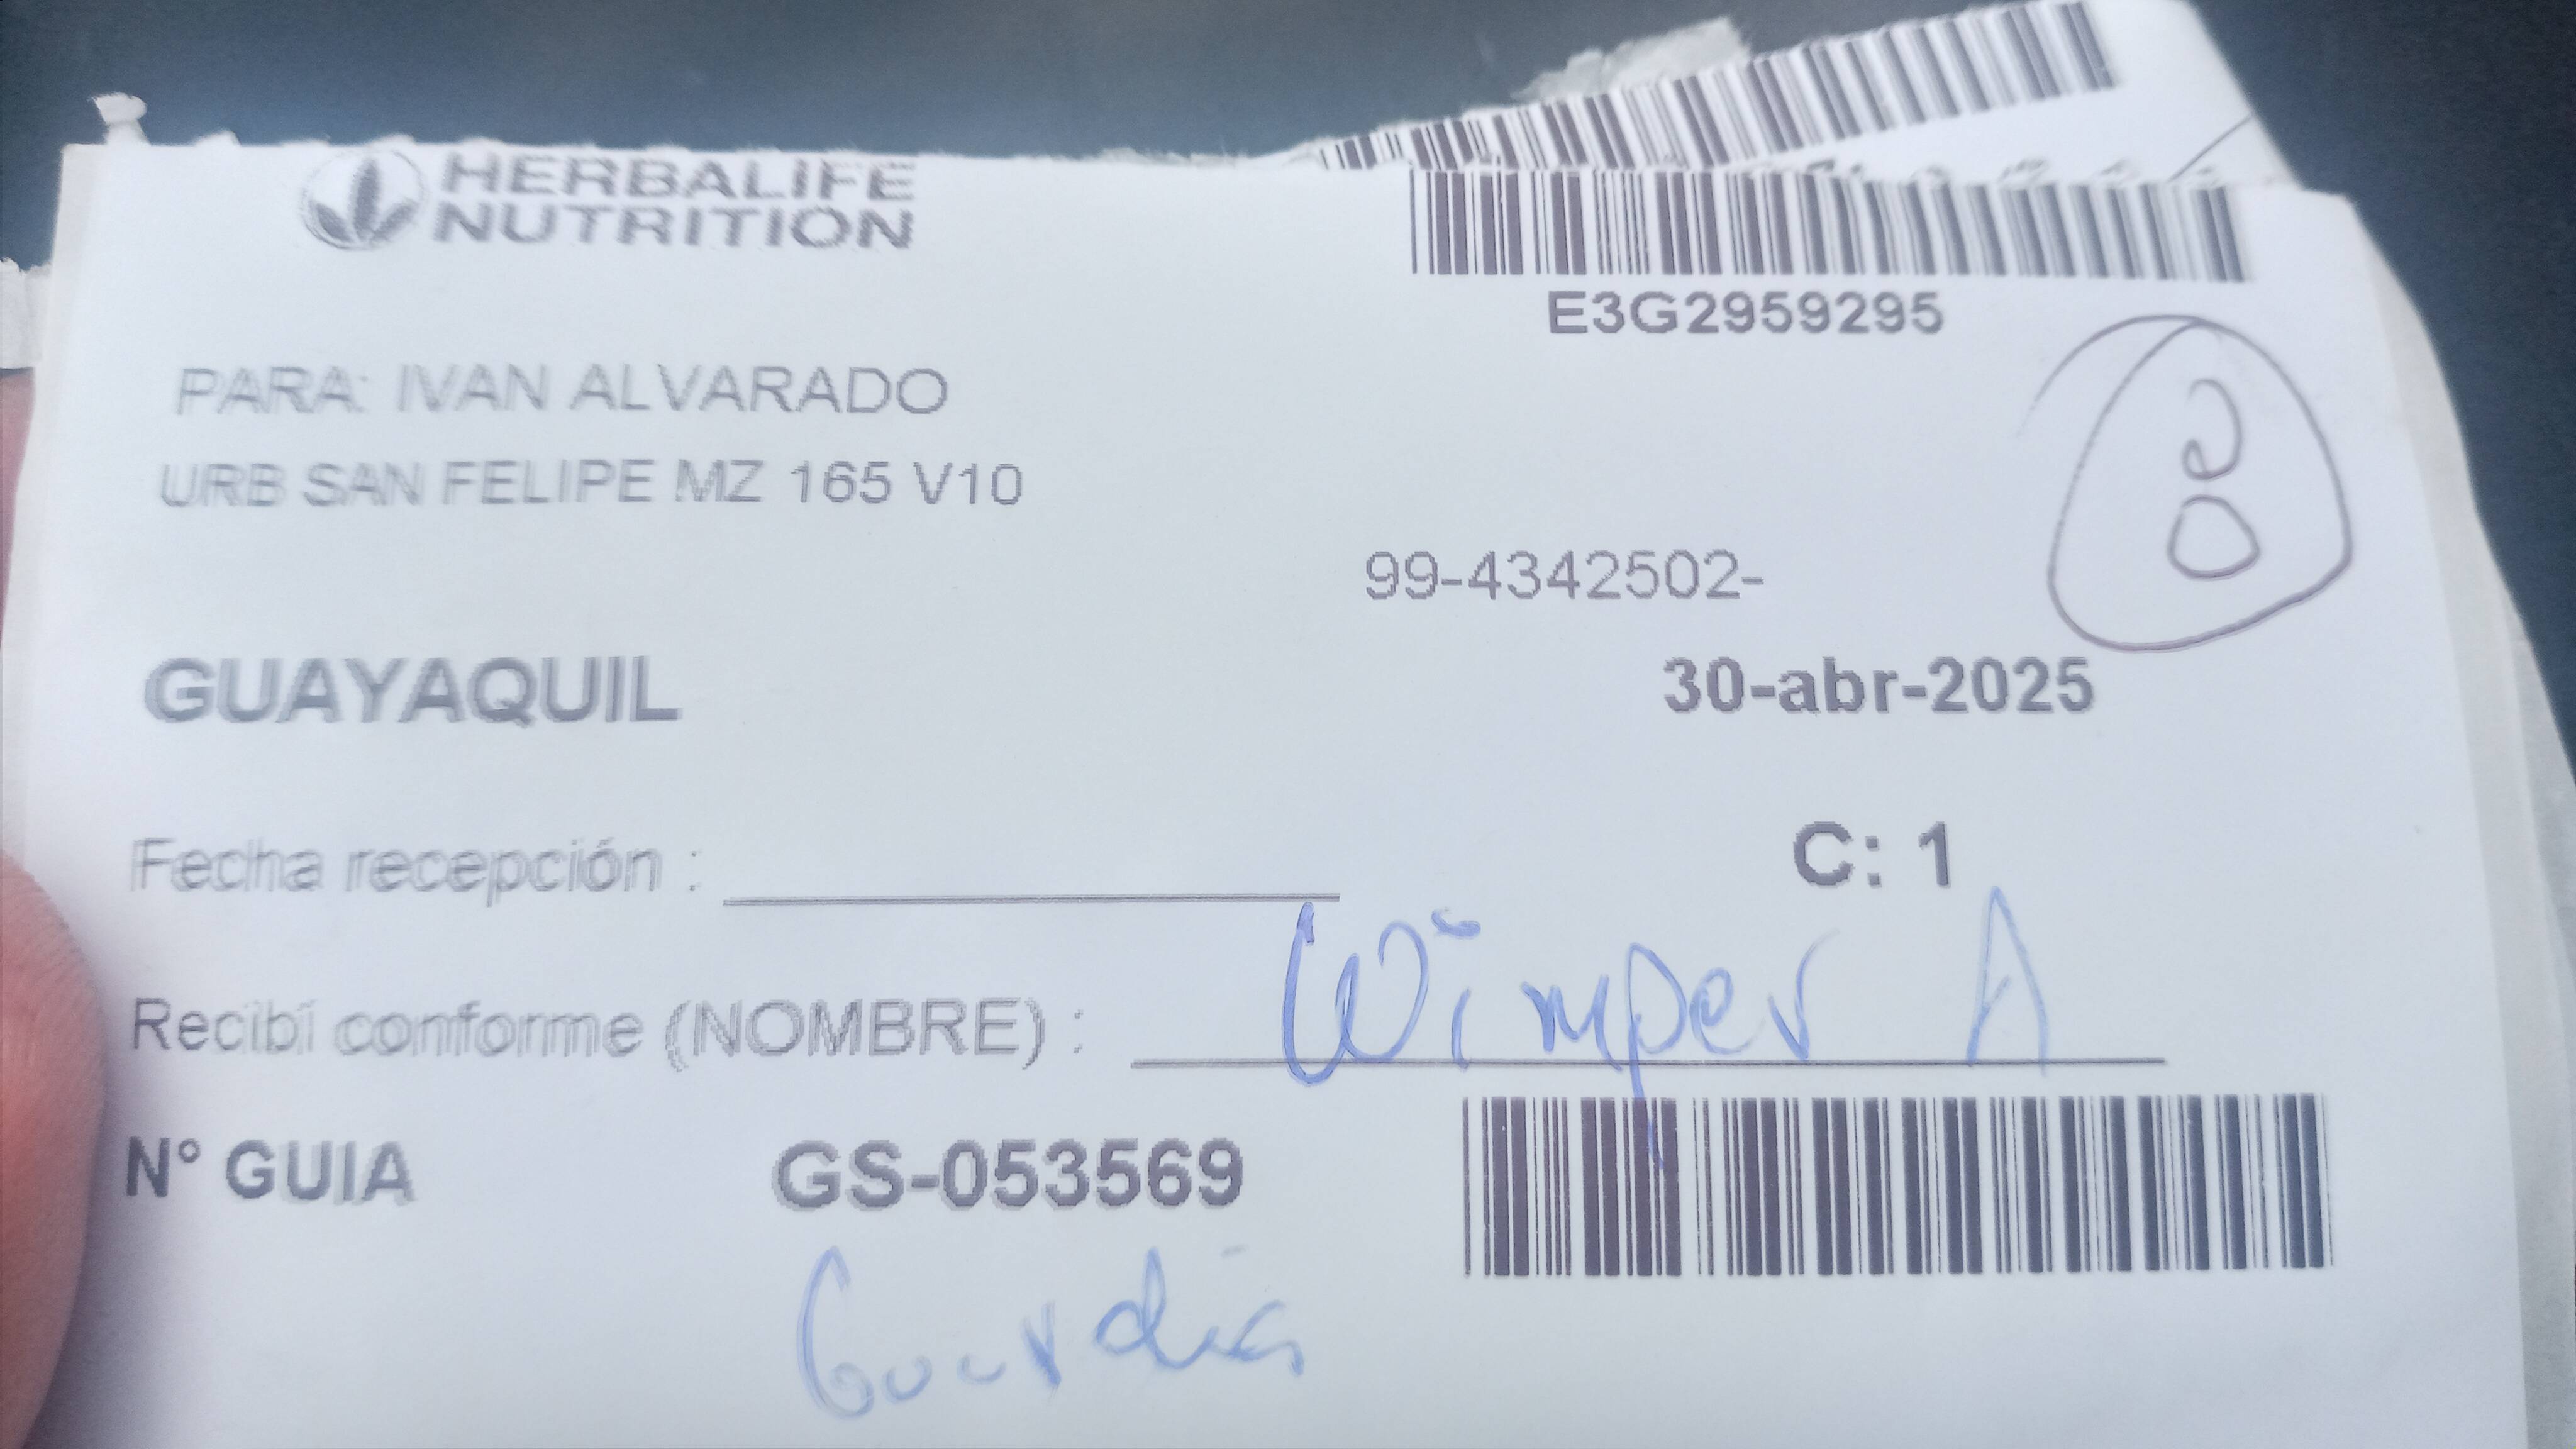 HERBALIFE
NUTRITION
E3G2959295
PARA: IVAN ALVARADO
URB SAN FELIPE MZ 165 V10
8
99-4342502-
GUAYAQUIL
30-abr-2025
Fecha recepción :
C: 1
Recibí conforme (NOMBRE) : Wimper A
N° GUIA GS-053569
Guardia